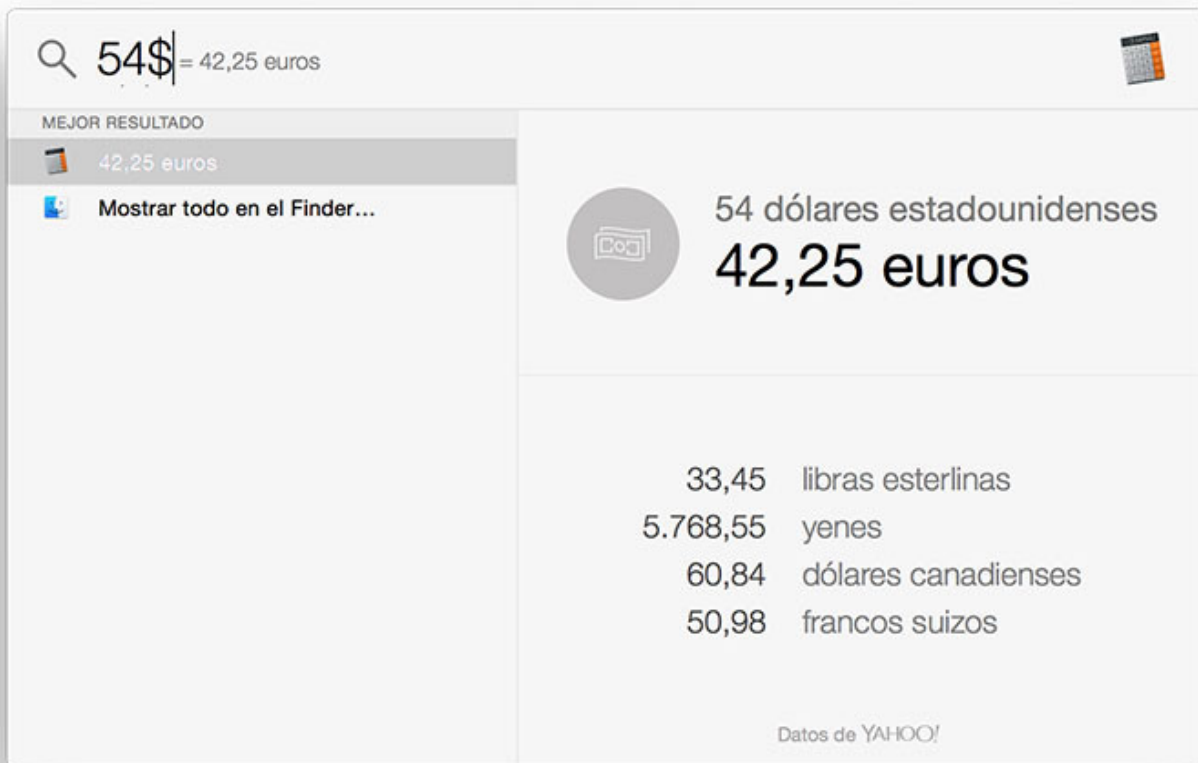 54$ = 42,25 euros
MEJOR RESULTADO
42,25 euros
Mostrar todo en el Finder...
54 dólares estadounidenses
42,25 euros
33,45 libras esterlinas
5.768,55 yenes
60,84 dólares canadienses
50,98 francos suizos
Datos de YAHOO!